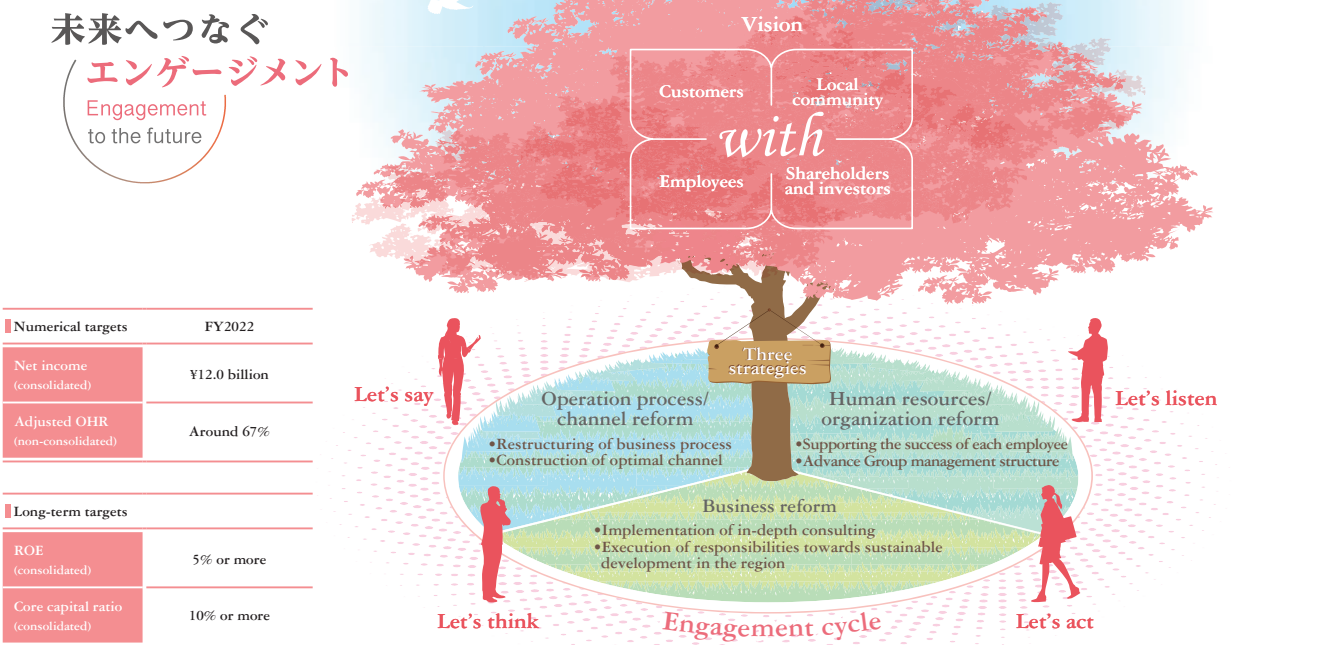 未来へつなぐ
エンゲージメント
Engagement
to the future
Numerical targets FY2022
Net income
(consolidated)
¥12.0 billion
Adjusted OHR
(non-consolidated)
Around 67%
Long-term targets
ROE
(consolidated)
5% or more
Core capital ratio
(consolidated)
10% or more
Vision
Customers
Local
community
with
Employees
Shareholders
and investors
Three
strategies
Let's say
Let's listen
Operation process/
channel reform
•Restructuring of business process
•Construction of optimal channel
Human resources/
organization reform
•Supporting the success of each employee
•Advance Group management structure
Business reform
•Implementation of in-depth consulting
•Execution of responsibilities towards sustainable
development in the region
Let's think
Engagement cycle
Let's act